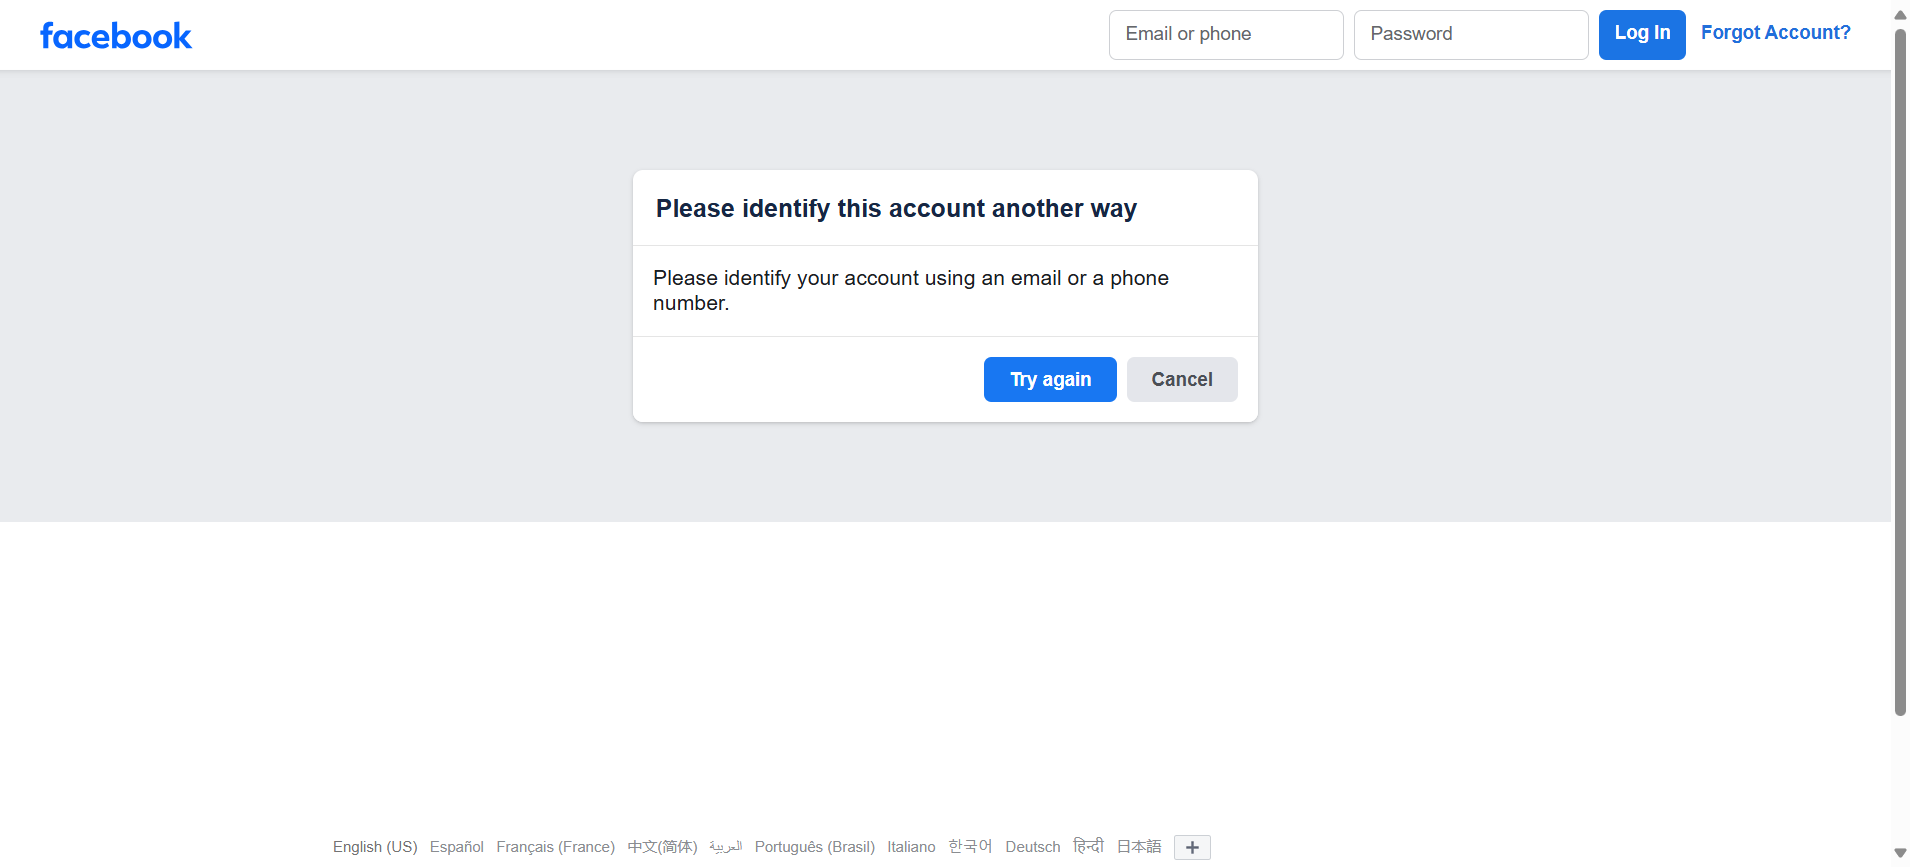 facebook
Email or phone
Password
Log In
Forgot Account?
Please identify this account another way
Please identify your account using an email or a phone
number.
Try again
Cancel
English (US) Español Français (France) 中文(简体) العربية Português (Brasil) Italiano 한국어 Deutsch हिन्दी 日本語 +